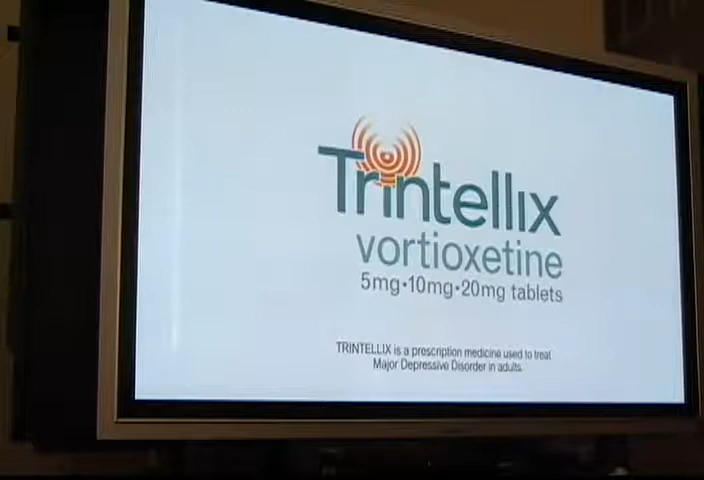 Trintellix
vortioxetine
5mg•10mg•20mg tablets
TRINTELLIX is a prescription medicine used to treat
Major Depressive Disorder in adults.